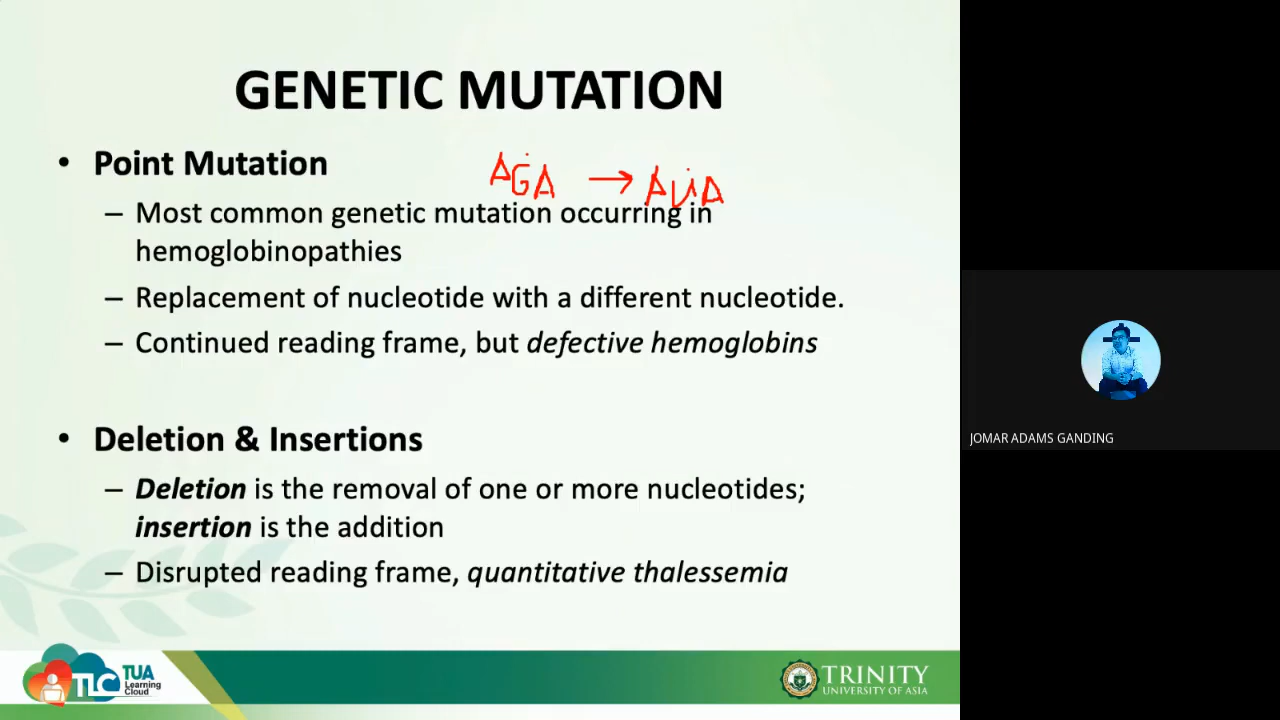 GENETIC MUTATION
• Point Mutation
AGA → AUA
– Most common genetic mutation occurring in
hemoglobinopathies
– Replacement of nucleotide with a different nucleotide.
– Continued reading frame, but defective hemoglobins
• Deletion & Insertions
– Deletion is the removal of one or more nucleotides;
insertion is the addition
– Disrupted reading frame, quantitative thalessemia
JOMAR ADAMS GANDING
TLC TUA
Learning
Cloud
TRINITY
UNIVERSITY OF ASIA